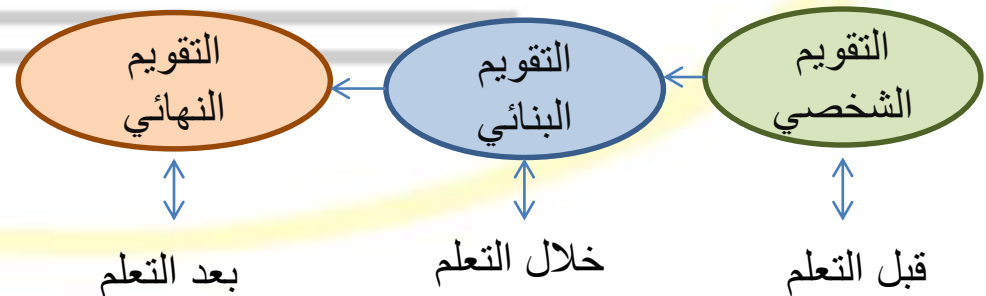 التقويم
الشخصي
التقويم
البنائي
التقويم
النهائي
قبل التعلم
خلال التعلم
بعد التعلم